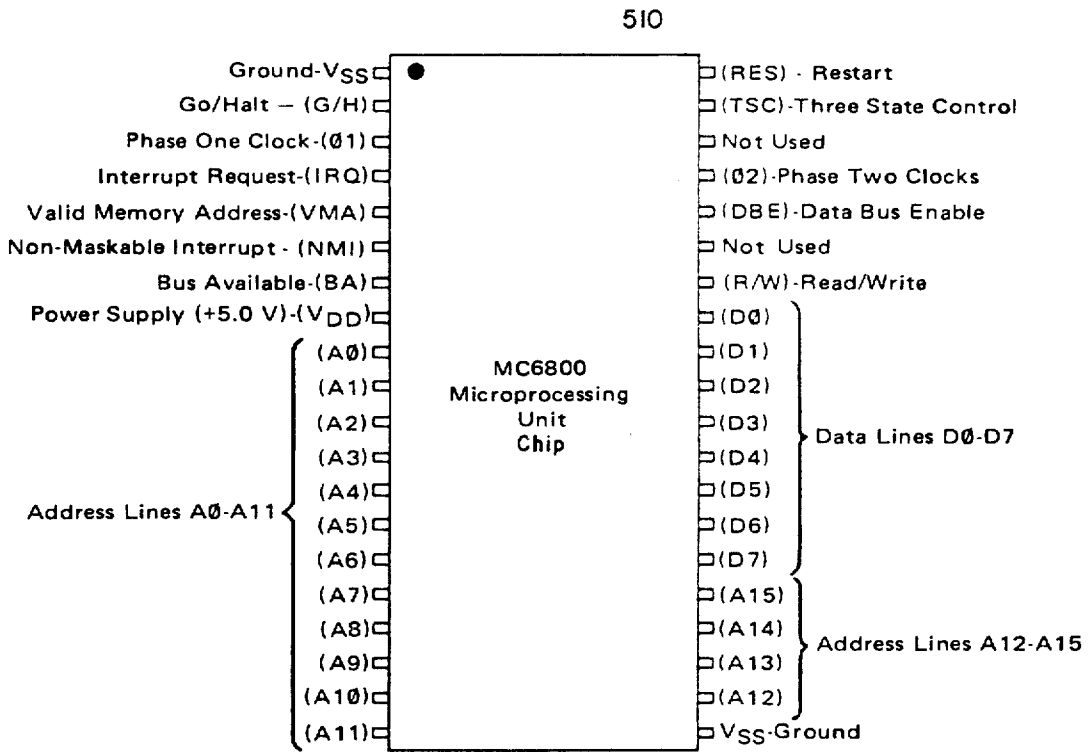 510
Ground-VSS
Go/Halt – (G/H)
Phase One Clock-(Ø1)
Interrupt Request-(IRQ)
Valid Memory Address-(VMA)
Non-Maskable Interrupt - (NMI)
Bus Available-(BA)
Power Supply (+5.0 V)-(VDD)
(AØ)
(A1)
(A2)
(A3)
(A4)
(A5)
(A6)
(A7)
(A8)
(A9)
(A1Ø)
(A11)
Address Lines AØ-A11
MC6800
Microprocessing
Unit
Chip
(RES) - Restart
(TSC)-Three State Control
Not Used
(Ø2)-Phase Two Clocks
(DBE)-Data Bus Enable
Not Used
(R/W)-Read/Write
(DØ)
(D1)
(D2)
(D3)
(D4)
(D5)
(D6)
(D7)
Data Lines DØ-D7
(A15)
(A14)
(A13)
(A12)
Address Lines A12-A15
VSS-Ground